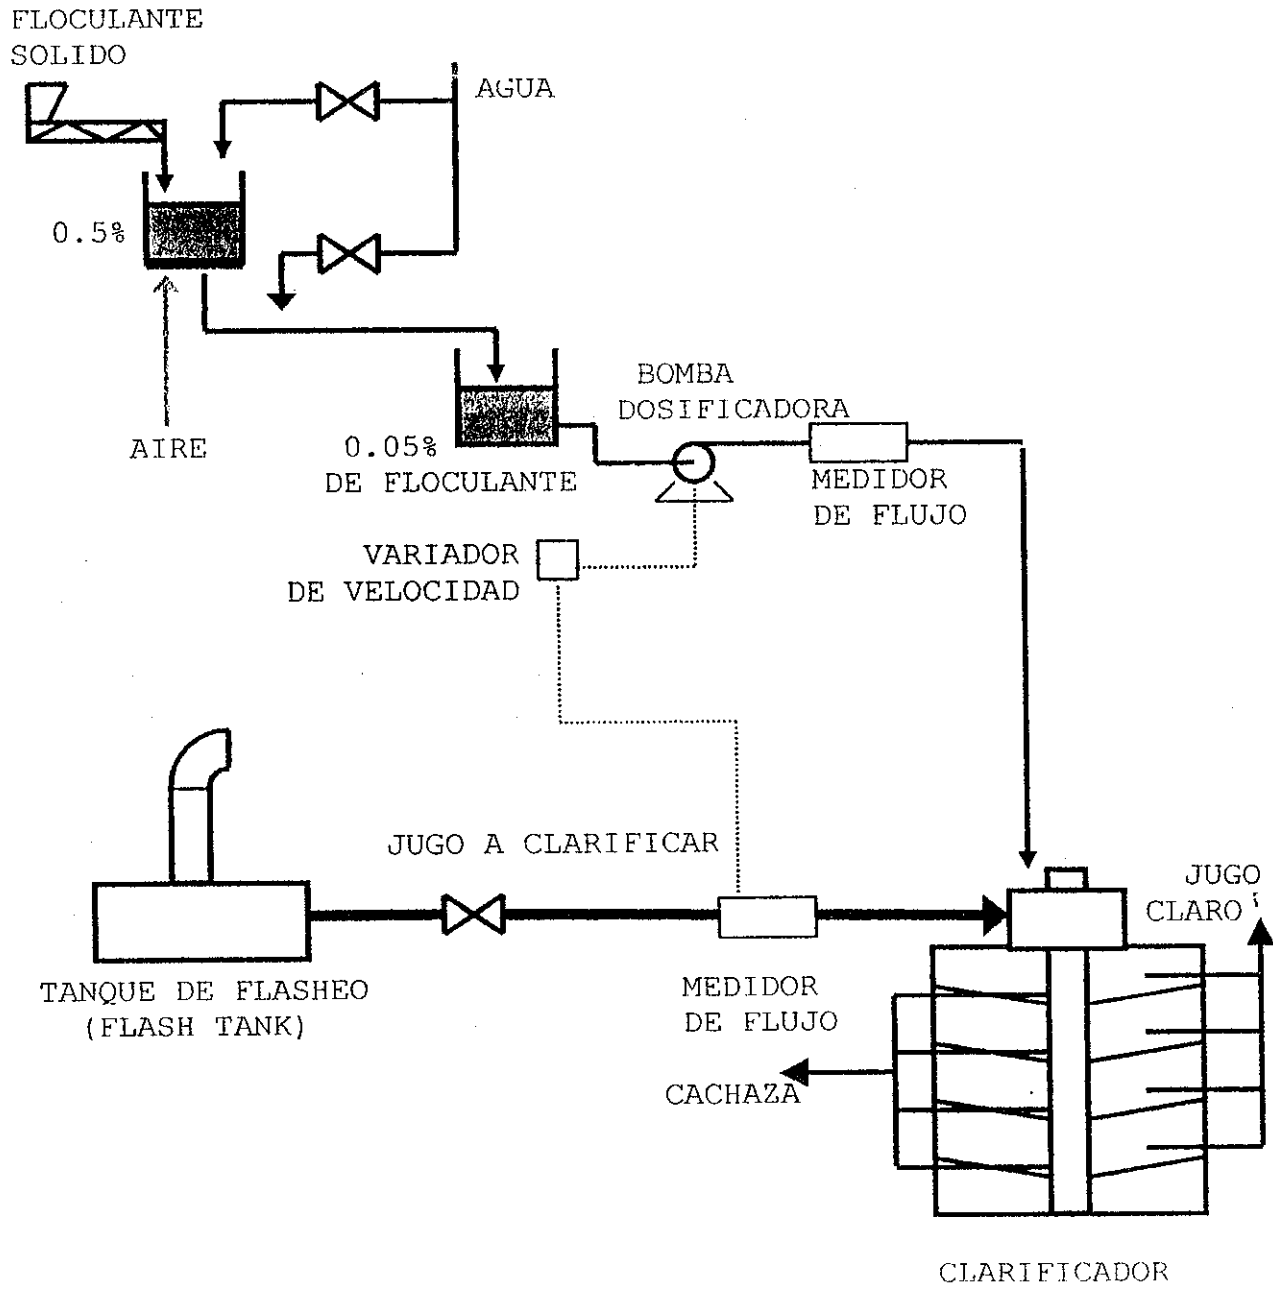 FLOCULANTE
SOLIDO
AGUA
0.5%
AIRE
BOMBA
DOSIFICADORA
0.05%
DE FLOCULANTE
MEDIDOR
DE FLUJO
VARIADOR
DE VELOCIDAD
JUGO A CLARIFICAR
JUGO
CLARO
TANQUE DE FLASHEO
(FLASH TANK)
MEDIDOR
DE FLUJO
CACHAZA
CLARIFICADOR